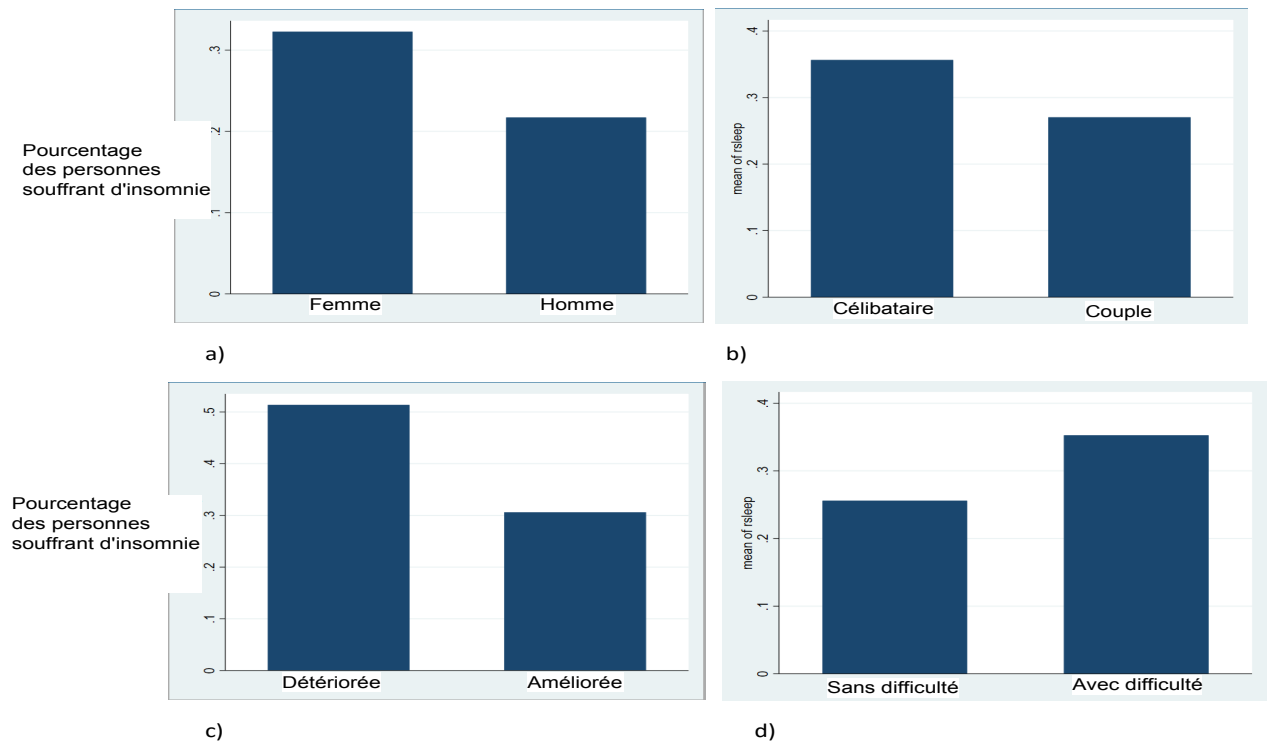 Pourcentage
des personnes
souffrant d'insomnie
.3
.2
.1
0
Femme
Homme
a)
mean of rsleep
.4
.3
.2
.1
0
Célibataire
Couple
b)
Pourcentage
des personnes
souffrant d'insomnie
.5
.4
.3
.2
.1
0
Détériorée
Améliorée
c)
mean of rsleep
.4
.3
.2
.1
0
Sans difficulté
Avec difficulté
d)